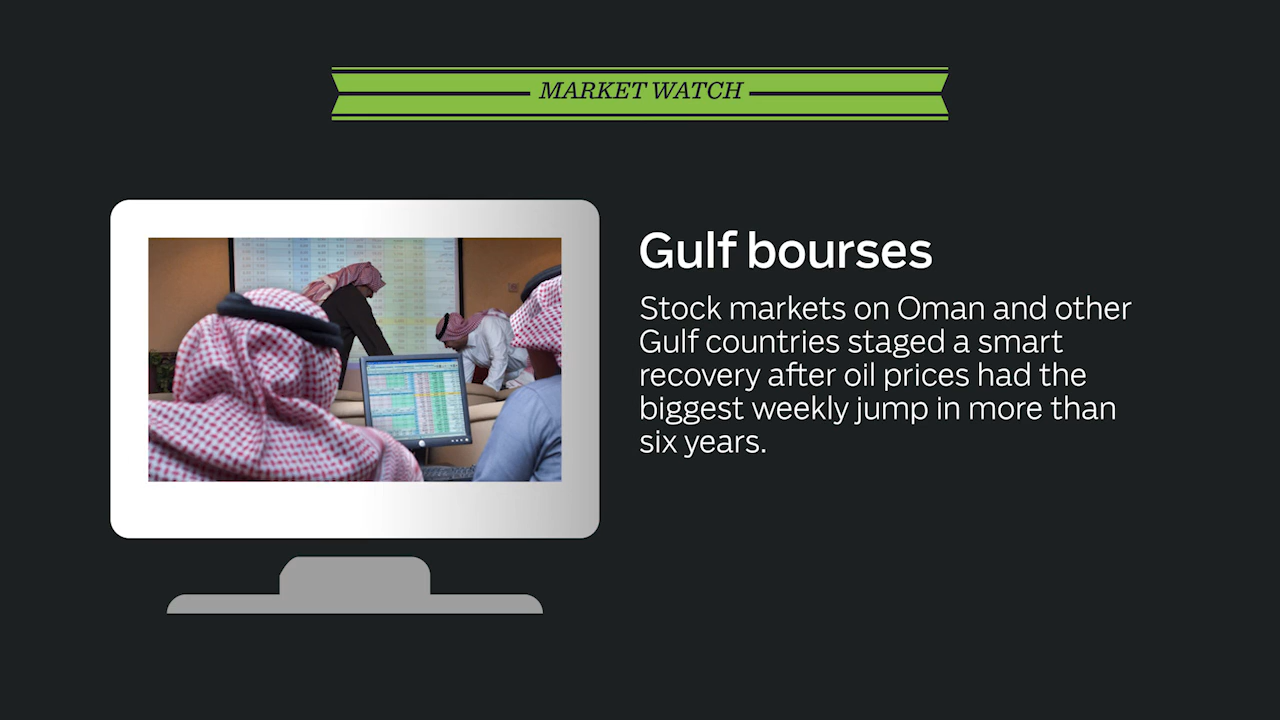 MARKET WATCH
Gulf bourses
Stock markets on Oman and other
Gulf countries staged a smart
recovery after oil prices had the
biggest weekly jump in more than
six years.